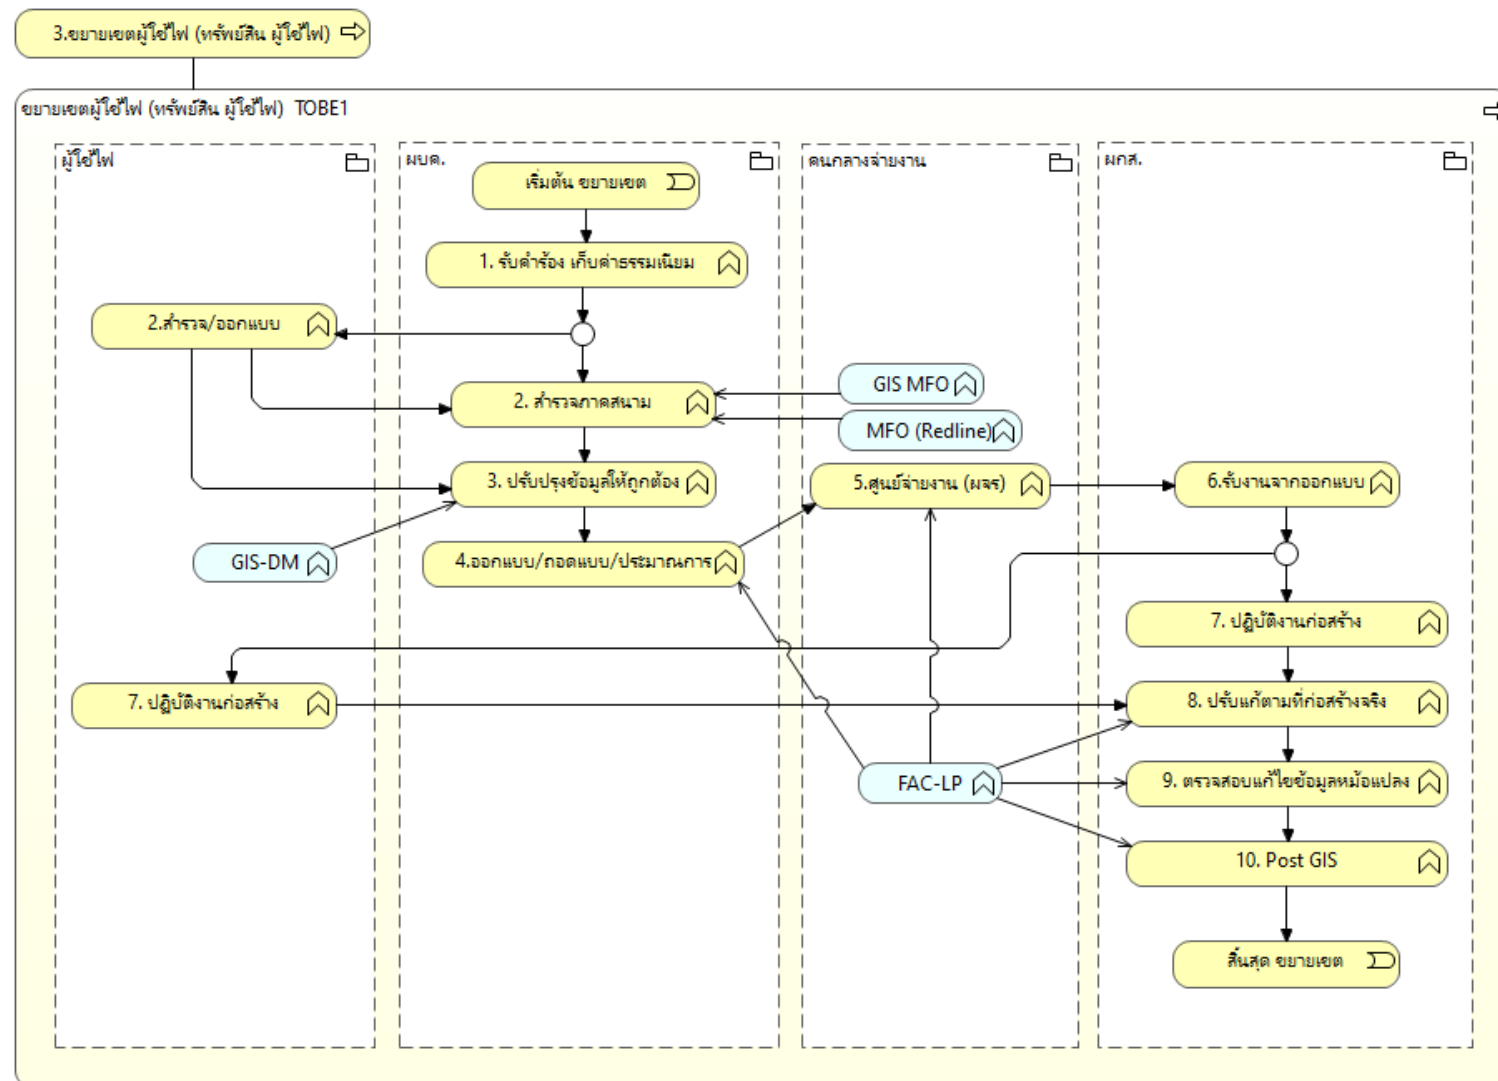 3.ขยายเขตผู้ใช้ไฟ (ทรัพย์สิน ผู้ใช้ไฟ)
ขยายเขตผู้ใช้ไฟ (ทรัพย์สิน ผู้ใช้ไฟ) TOBE1
ผู้ใช้ไฟ
ผบค.
คนกลางจ่ายงาน
ผกส.
เริ่มต้น ขยายเขต
1. รับคำร้อง เก็บค่าธรรมเนียม
2.สำรวจ/ออกแบบ
2. สำรวจภาคสนาม
GIS MFO
MFO (Redline)
3. ปรับปรุงข้อมูลให้ถูกต้อง
5.ศูนย์จ่ายงาน (ผจร)
6.รับงานจากออกแบบ
GIS-DM
4.ออกแบบ/ถอดแบบ/ประมาณการ
7. ปฏิบัติงานก่อสร้าง
7. ปฏิบัติงานก่อสร้าง
8. ปรับแก้ตามที่ก่อสร้างจริง
FAC-LP
9. ตรวจสอบแก้ไขข้อมูลหม้อแปลง
10. Post GIS
สิ้นสุด ขยายเขต